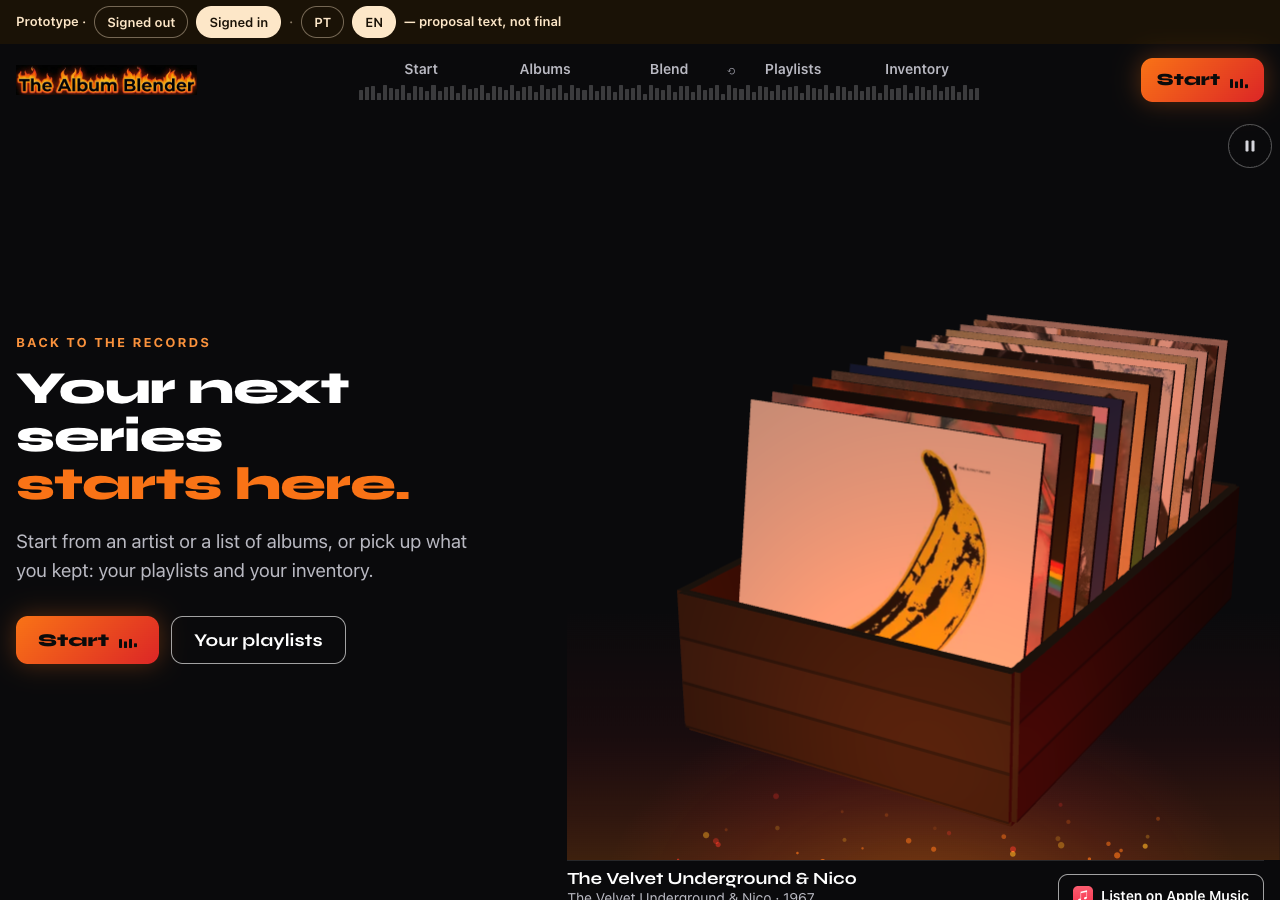 Prototype · Signed out Signed in · PT EN — proposal text, not final
The Album Blender
Start Albums Blend Playlists Inventory
Start
BACK TO THE RECORDS
Your next
series
starts here.
Start from an artist or a list of albums, or pick up what
you kept: your playlists and your inventory.
Start Your playlists
The Velvet Underground & Nico
The Velvet Underground & Nico · 1967
Listen on Apple Music